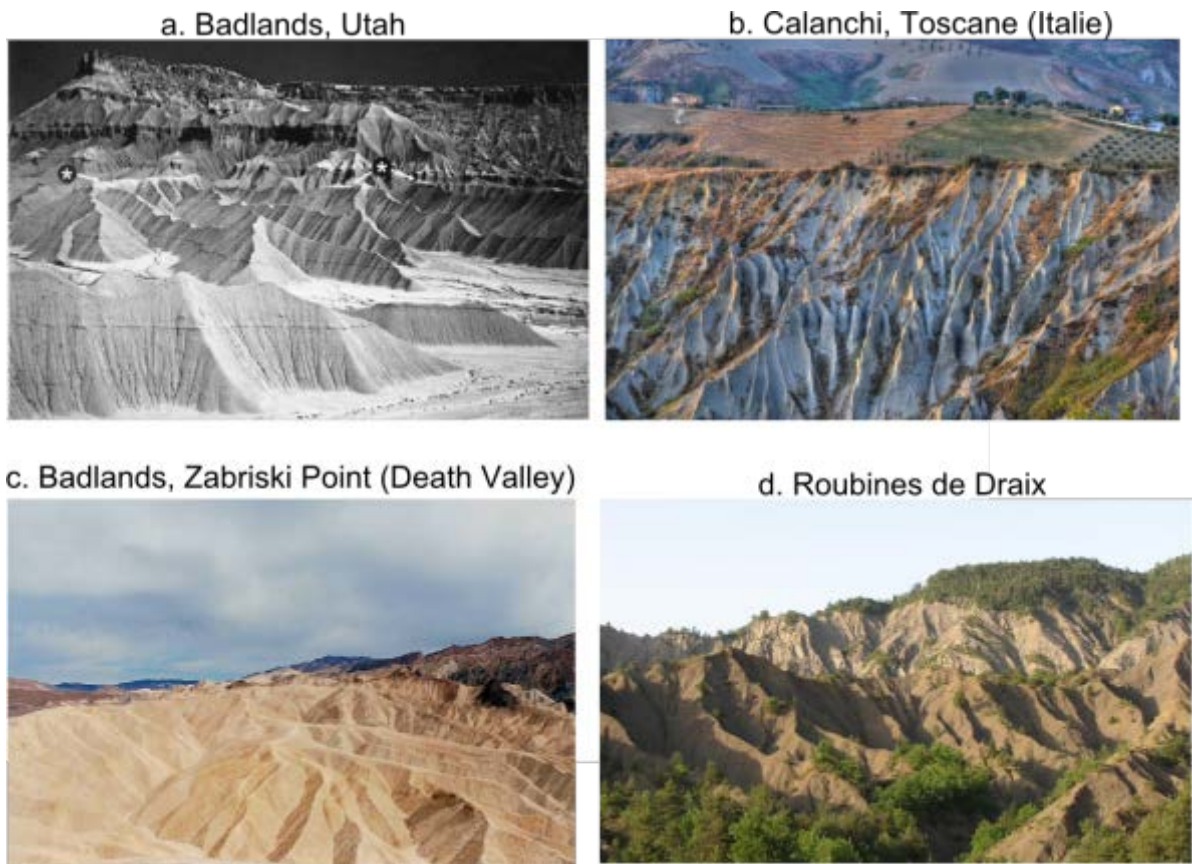 a. Badlands, Utah
b. Calanchi, Toscane (Italie)
c. Badlands, Zabriski Point (Death Valley)
d. Roubines de Draix